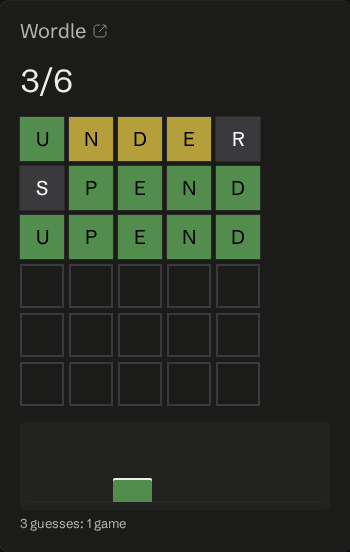 Wordle
3/6
U N D E R
S P E N D
U P E N D
3 guesses: 1 game